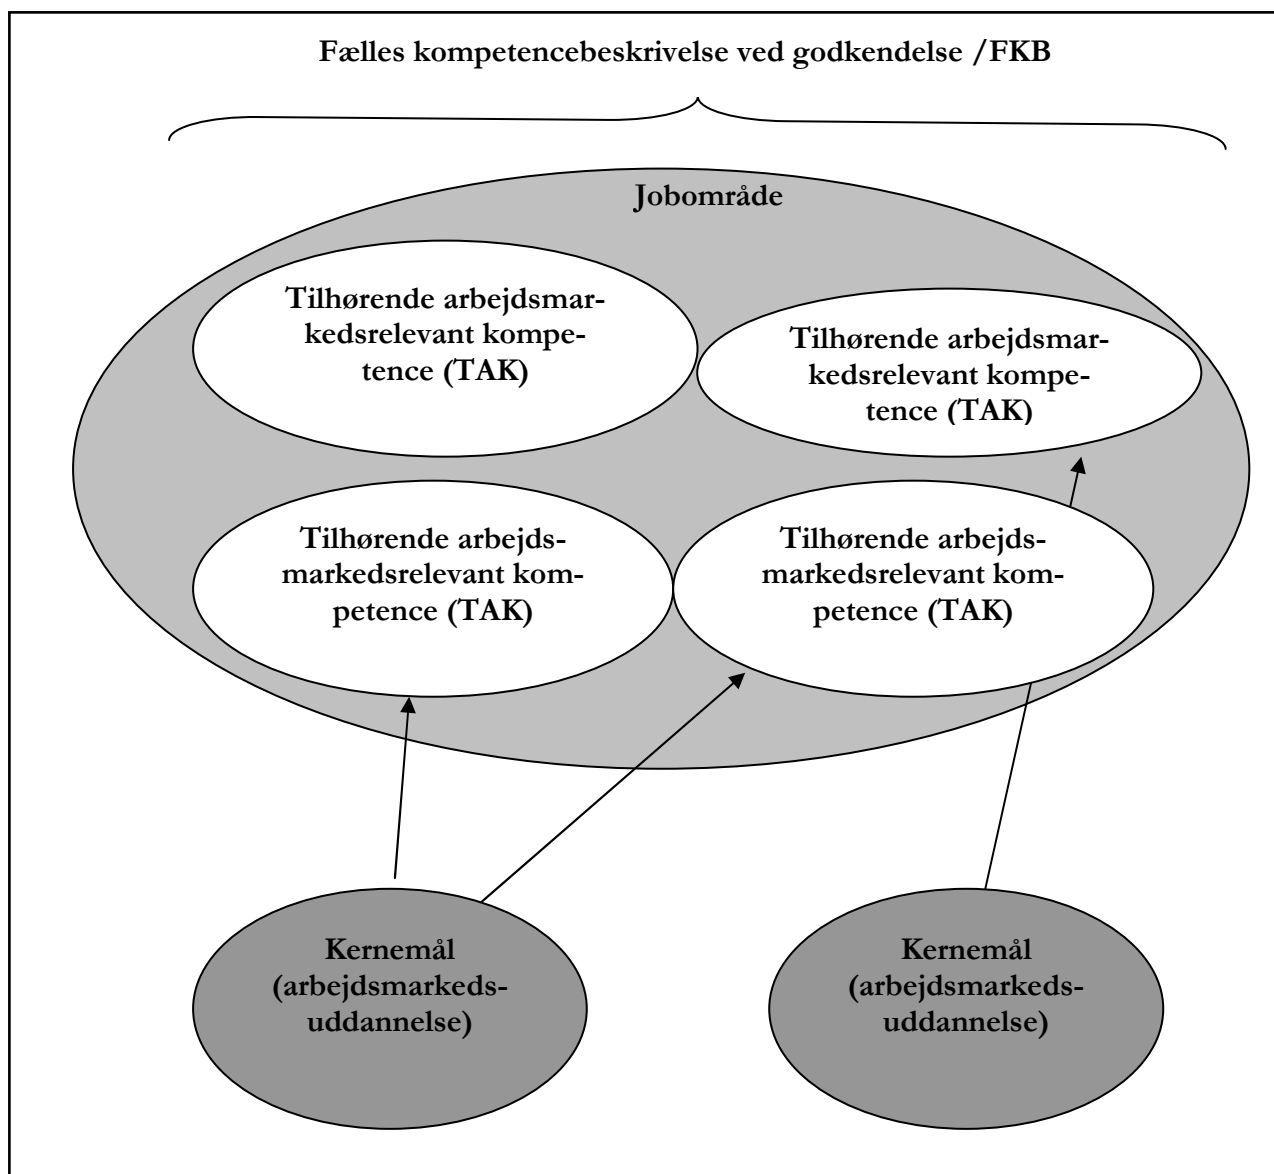 Fælles kompetencebeskrivelse ved godkendelse /FKB
Jobområde
Tilhørende arbejdsmar-
kedsrelevant kompe-
tence (TAK)
Tilhørende arbejdsmar-
kedsrelevant kompe-
tence (TAK)
Tilhørende arbejds-
markedsrelevant kom-
petence (TAK)
Tilhørende arbejds-
markedsrelevant kom-
petence (TAK)
Kernemål
(arbejdsmarkeds-
uddannelse)
Kernemål
(arbejdsmarkeds-
uddannelse)